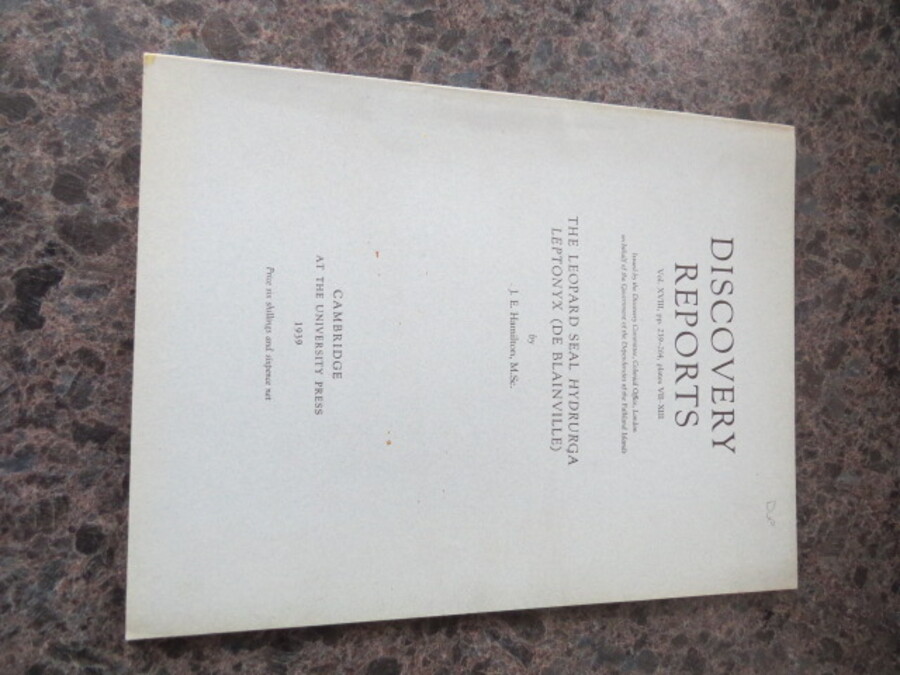 DISCOVERY
REPORTS
Vol. XVIII, pp. 239–264, plates VII–XIII
Issued by the Discovery Committee, Colonial Office, London
on behalf of the Government of the Dependencies of the Falkland Islands
THE LEOPARD SEAL HYDRURGA
LEPTONYX (DE BLAINVILLE)
by
J. E. Hamilton, M.Sc.
CAMBRIDGE
AT THE UNIVERSITY PRESS
1939
Price six shillings and sixpence net